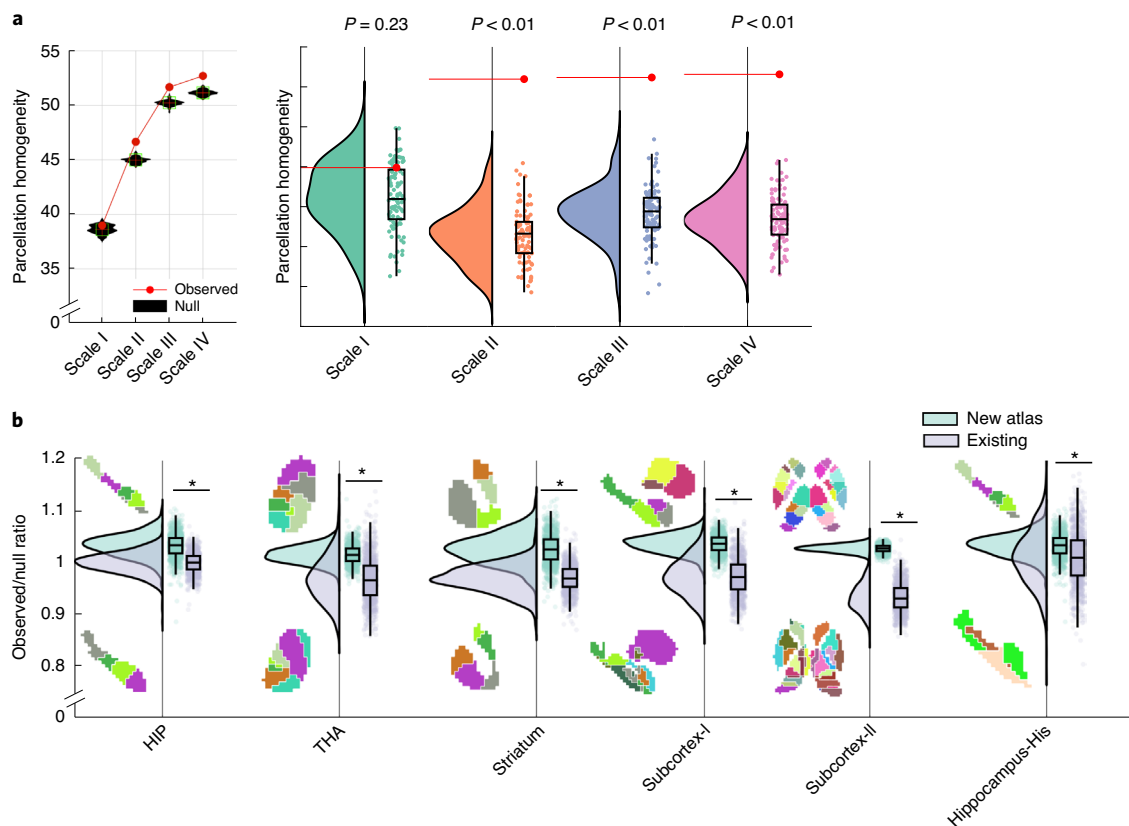 a
P = 0.23
P < 0.01
P < 0.01
P < 0.01
Parcellation homogeneity
55
50
45
40
35
0
Observed
Null
Scale I
Scale II
Scale III
Scale IV
Parcellation homogeneity
Scale I
Scale II
Scale III
Scale IV
b
New atlas
Existing
Observed/null ratio
1.2
1.1
1
0.9
0.8
0
*
*
*
*
*
*
HIP
THA
Striatum
Subcortex-I
Subcortex-II
Hippocampus-His